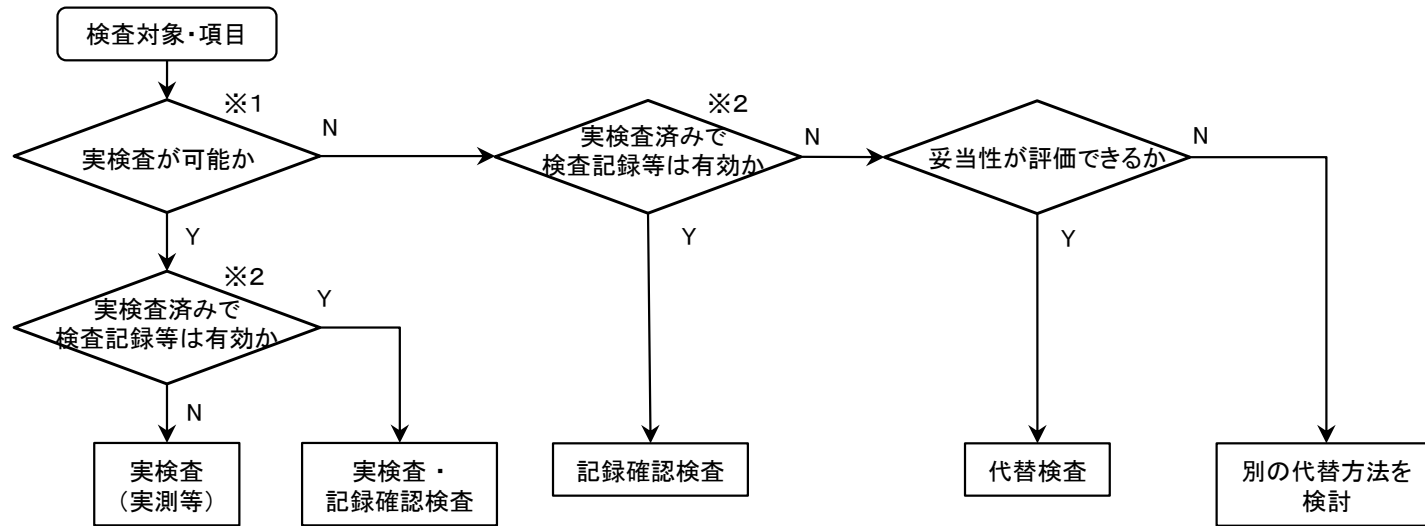 検査対象・項目
※1
実検査が可能か
N
※2
実検査済みで
検査記録等は有効か
N
妥当性が評価できるか
N
Y
Y
Y
※2
実検査済みで
検査記録等は有効か
Y
N
実検査
（実測等）
実検査・
記録確認検査
記録確認検査
代替検査
別の代替方法を
検討